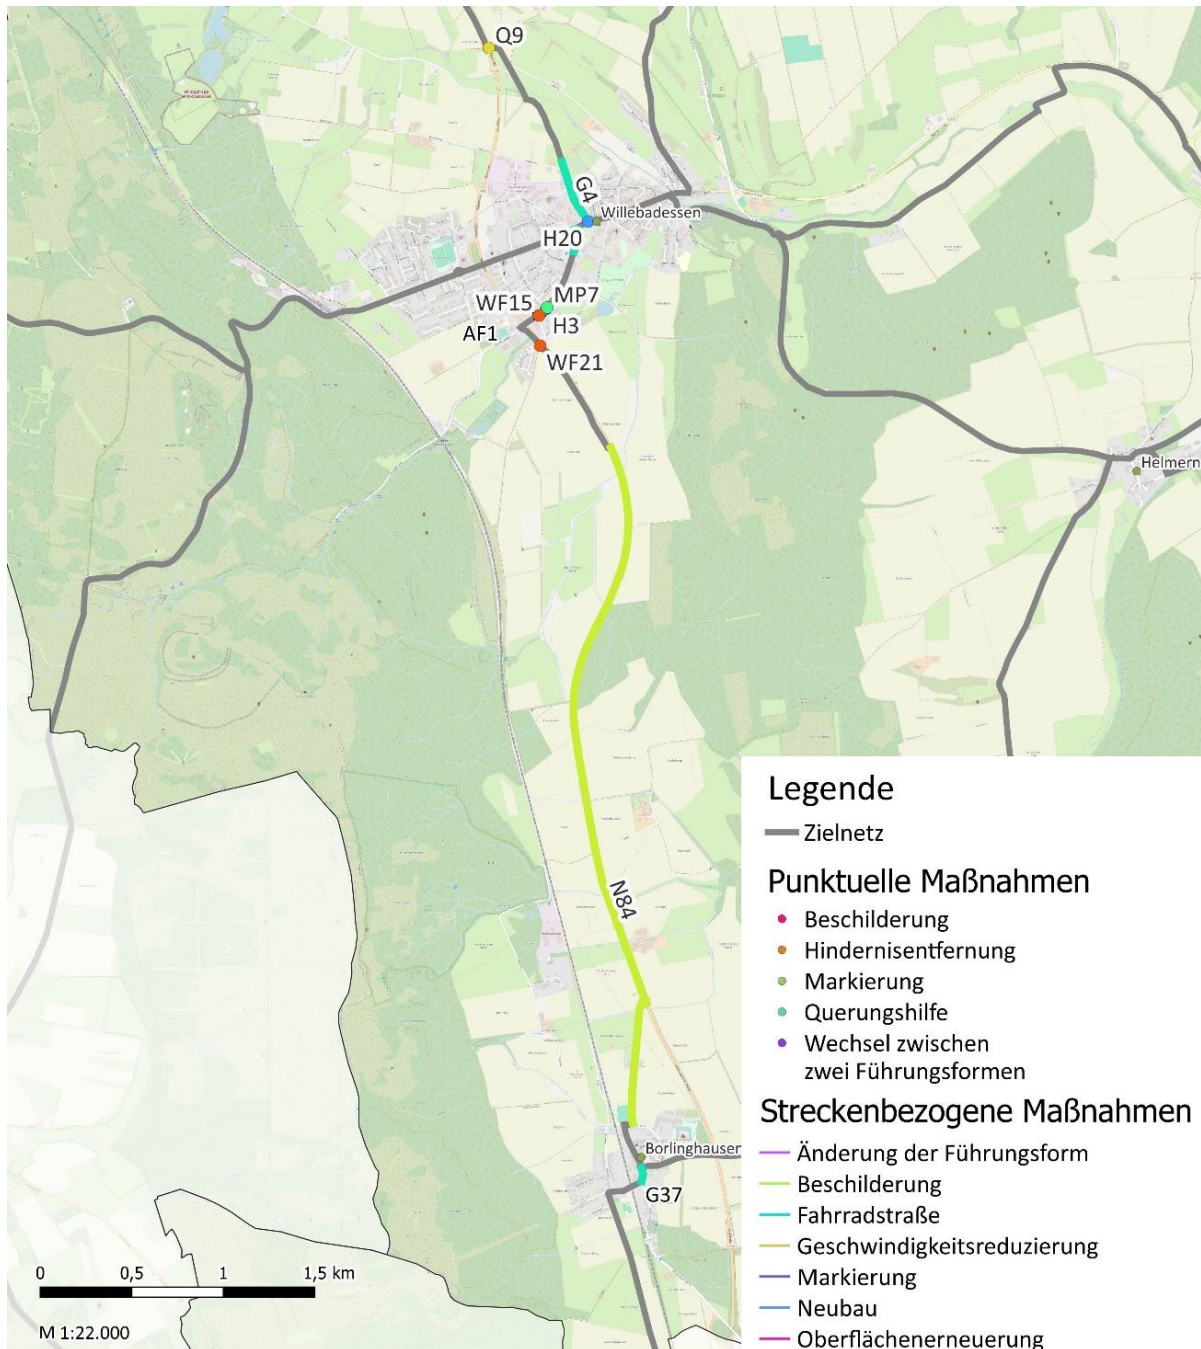 Q9
G4
Willebadessen
H20
MP7
WF15
H3
AF1
WF21
Helmern
N84
Borlinghausen
G37
0 0,5 1 1,5 km
M 1:22.000
Legende
Zielnetz
Punktuelle Maßnahmen
Beschilderung
Hindernisentfernung
Markierung
Querungshilfe
Wechsel zwischen
zwei Führungsformen
Streckenbezogene Maßnahmen
Änderung der Führungsform
Beschilderung
Fahrradstraße
Geschwindigkeitsreduzierung
Markierung
Neubau
Oberflächenerneuerung